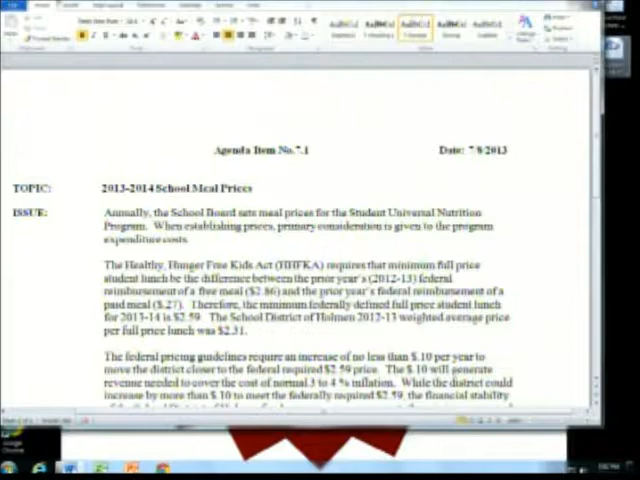 Agenda Item No.7.1 Date: 7/8/2013
TOPIC: 2013-2014 School Meal Prices
ISSUE: Annually, the School Board sets meal prices for the Student Universal Nutrition
Program. When establishing prices, primary consideration is given to the program
expenditure costs.
The Healthy, Hunger Free Kids Act (HHFKA) requires that minimum full price
student lunch be the difference between the prior year's (2012-13) federal
reimbursement of a free meal ($2.86) and the prior year's federal reimbursement of a
paid meal ($.27). Therefore, the minimum federally defined full price student lunch
for 2013-14 is $2.59. The School District of Holmen 2012-13 weighted average price
per full price lunch was $2.31.
The federal pricing guidelines require an increase of no less than $.10 per year to
move the district closer to the federal required $2.59 price. The $.10 will generate
revenue needed to cover the cost of normal 3 to 4 % inflation. While the district could
increase by more than $.10 to meet the federally required $2.59, the financial stability
Google
Chrome